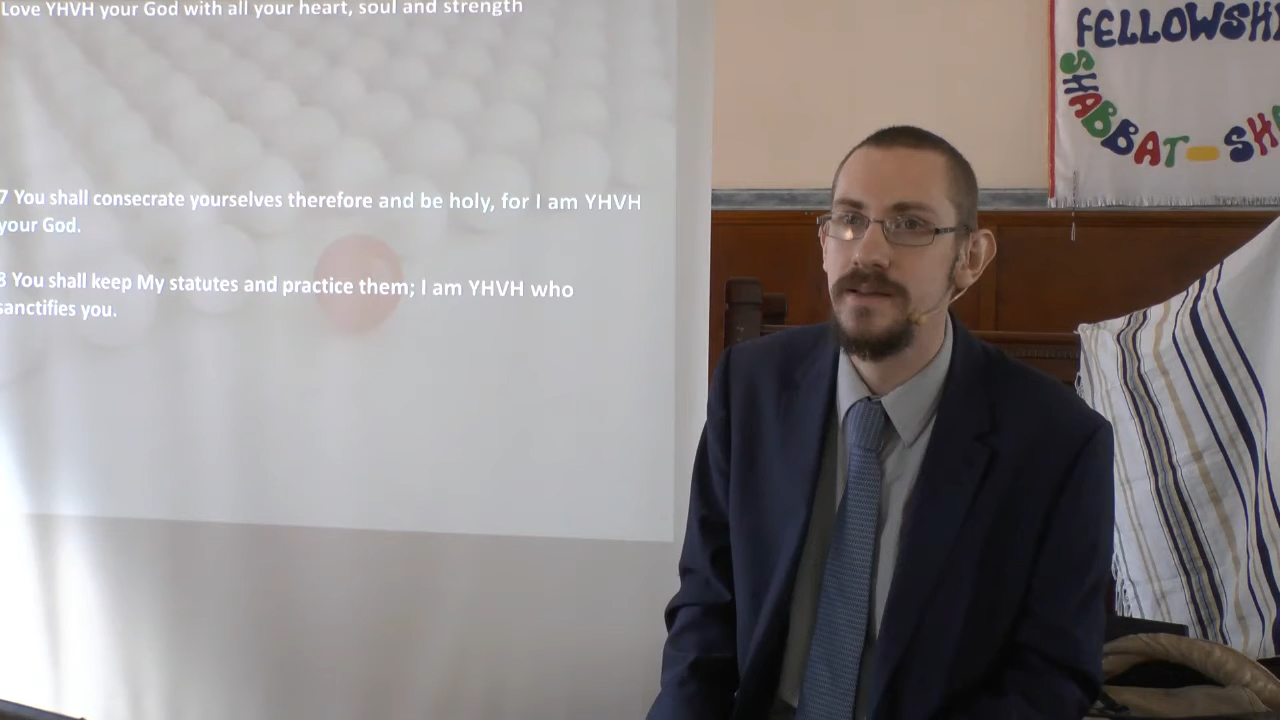 Love YHVH your God with all your heart, soul and strength
7 You shall consecrate yourselves therefore and be holy, for I am YHVH
your God.
8 You shall keep My statutes and practice them; I am YHVH who
sanctifies you.
FELLOWSHI
SHABBAT-SH